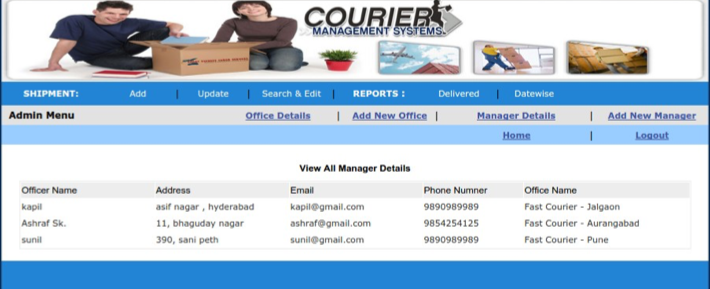 COURIER
MANAGEMENT SYSTEMS.
SHIPMENT: Add | Update | Search & Edit | REPORTS : Delivered | Datewise
Admin Menu Office Details | Add New Office | Manager Details | Add New Manager
Home | Logout
View All Manager Details
Officer Name Address Email Phone Numner Office Name
kapil asif nagar , hyderabad kapil@gmail.com 9890989989 Fast Courier - Jalgaon
Ashraf Sk. 11, bhaguday nagar ashraf@gmail.com 9854254125 Fast Courier - Aurangabad
sunil 390, sani peth sunil@gmail.com 9890989989 Fast Courier - Pune